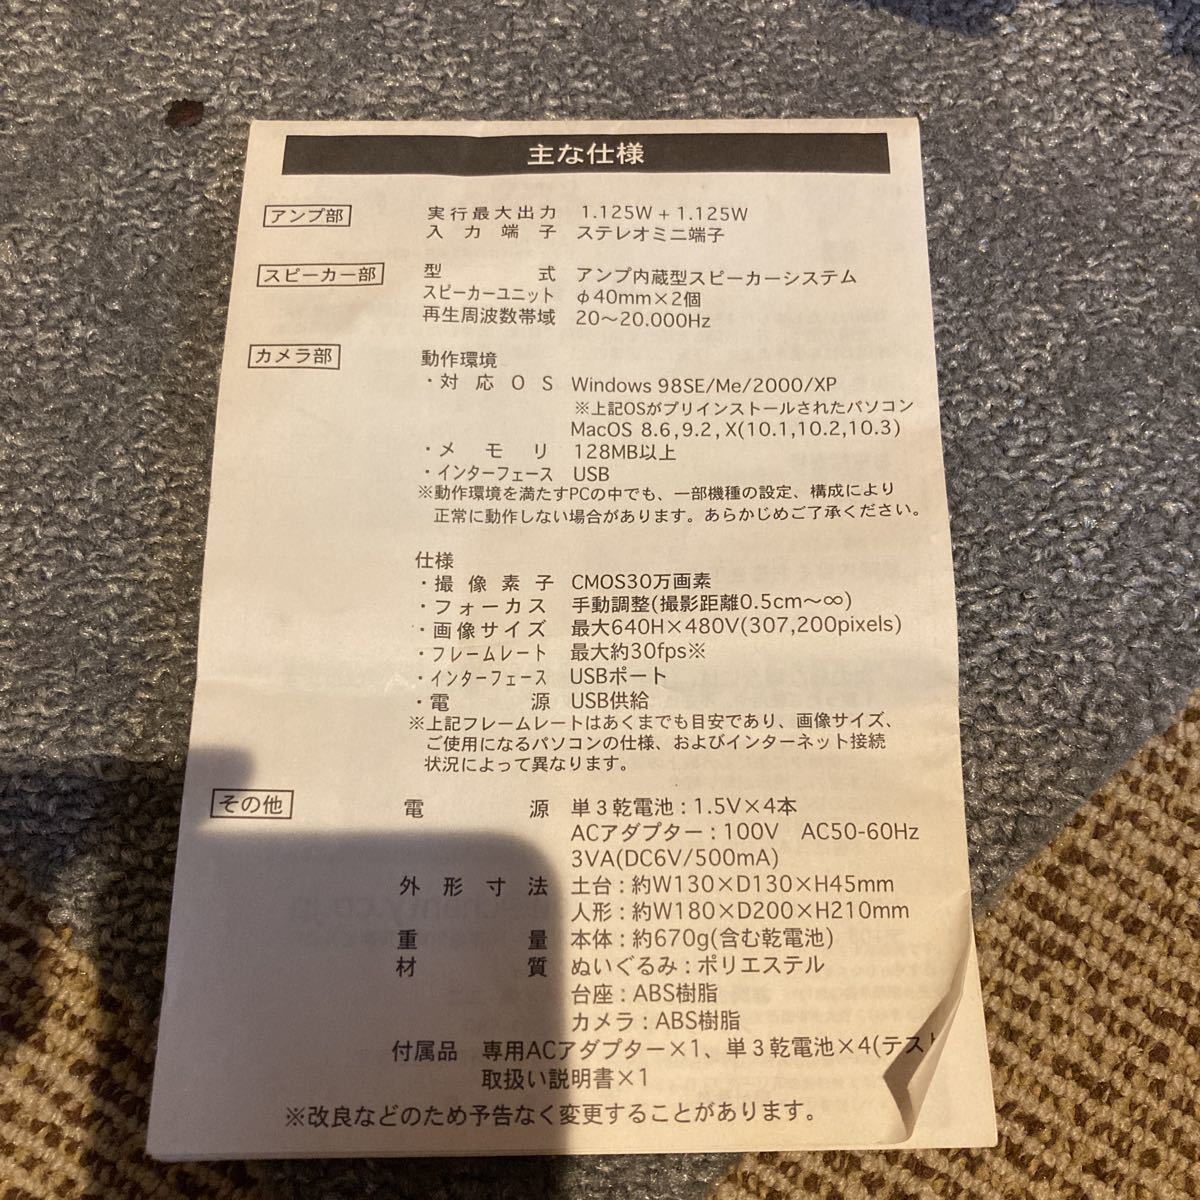 主な仕様
アンプ部 実行最大出力 1.125W + 1.125W
入力端子 ステレオミニ端子
スピーカー部 型式 アンプ内蔵型スピーカーシステム
スピーカーユニット φ40mm×2個
再生周波数帯域 20〜20.000Hz
カメラ部 動作環境
・対応OS Windows 98SE/Me/2000/XP
※上記OSがプリインストールされたパソコン
MacOS 8.6,9.2,X(10.1,10.2,10.3)
・メモリ 128MB以上
・インターフェース USB
※動作環境を満たすPCの中でも、一部機種の設定、構成により
正常に動作しない場合があります。あらかじめご了承ください。
仕様
・撮像素子 CMOS30万画素
・フォーカス 手動調整(撮影距離0.5cm〜∞)
・画像サイズ 最大640H×480V(307,200pixels)
・フレームレート 最大約30fps※
・インターフェース USBポート
・電源 USB供給
※上記フレームレートはあくまでも目安であり、画像サイズ、
ご使用になるパソコンの仕様、およびインターネット接続
状況によって異なります。
その他 電源 単3乾電池：1.5V×4本
ACアダプター：100V AC50-60Hz
3VA(DC6V/500mA)
外形寸法 土台：約W130×D130×H45mm
人形：約W180×D200×H210mm
重量 本体：約670g(含む乾電池)
材質 ぬいぐるみ：ポリエステル
台座：ABS樹脂
カメラ：ABS樹脂
付属品 専用ACアダプター×1、単3乾電池×4(テスト
取扱い説明書×1
※改良などのため予告なく変更することがあります。